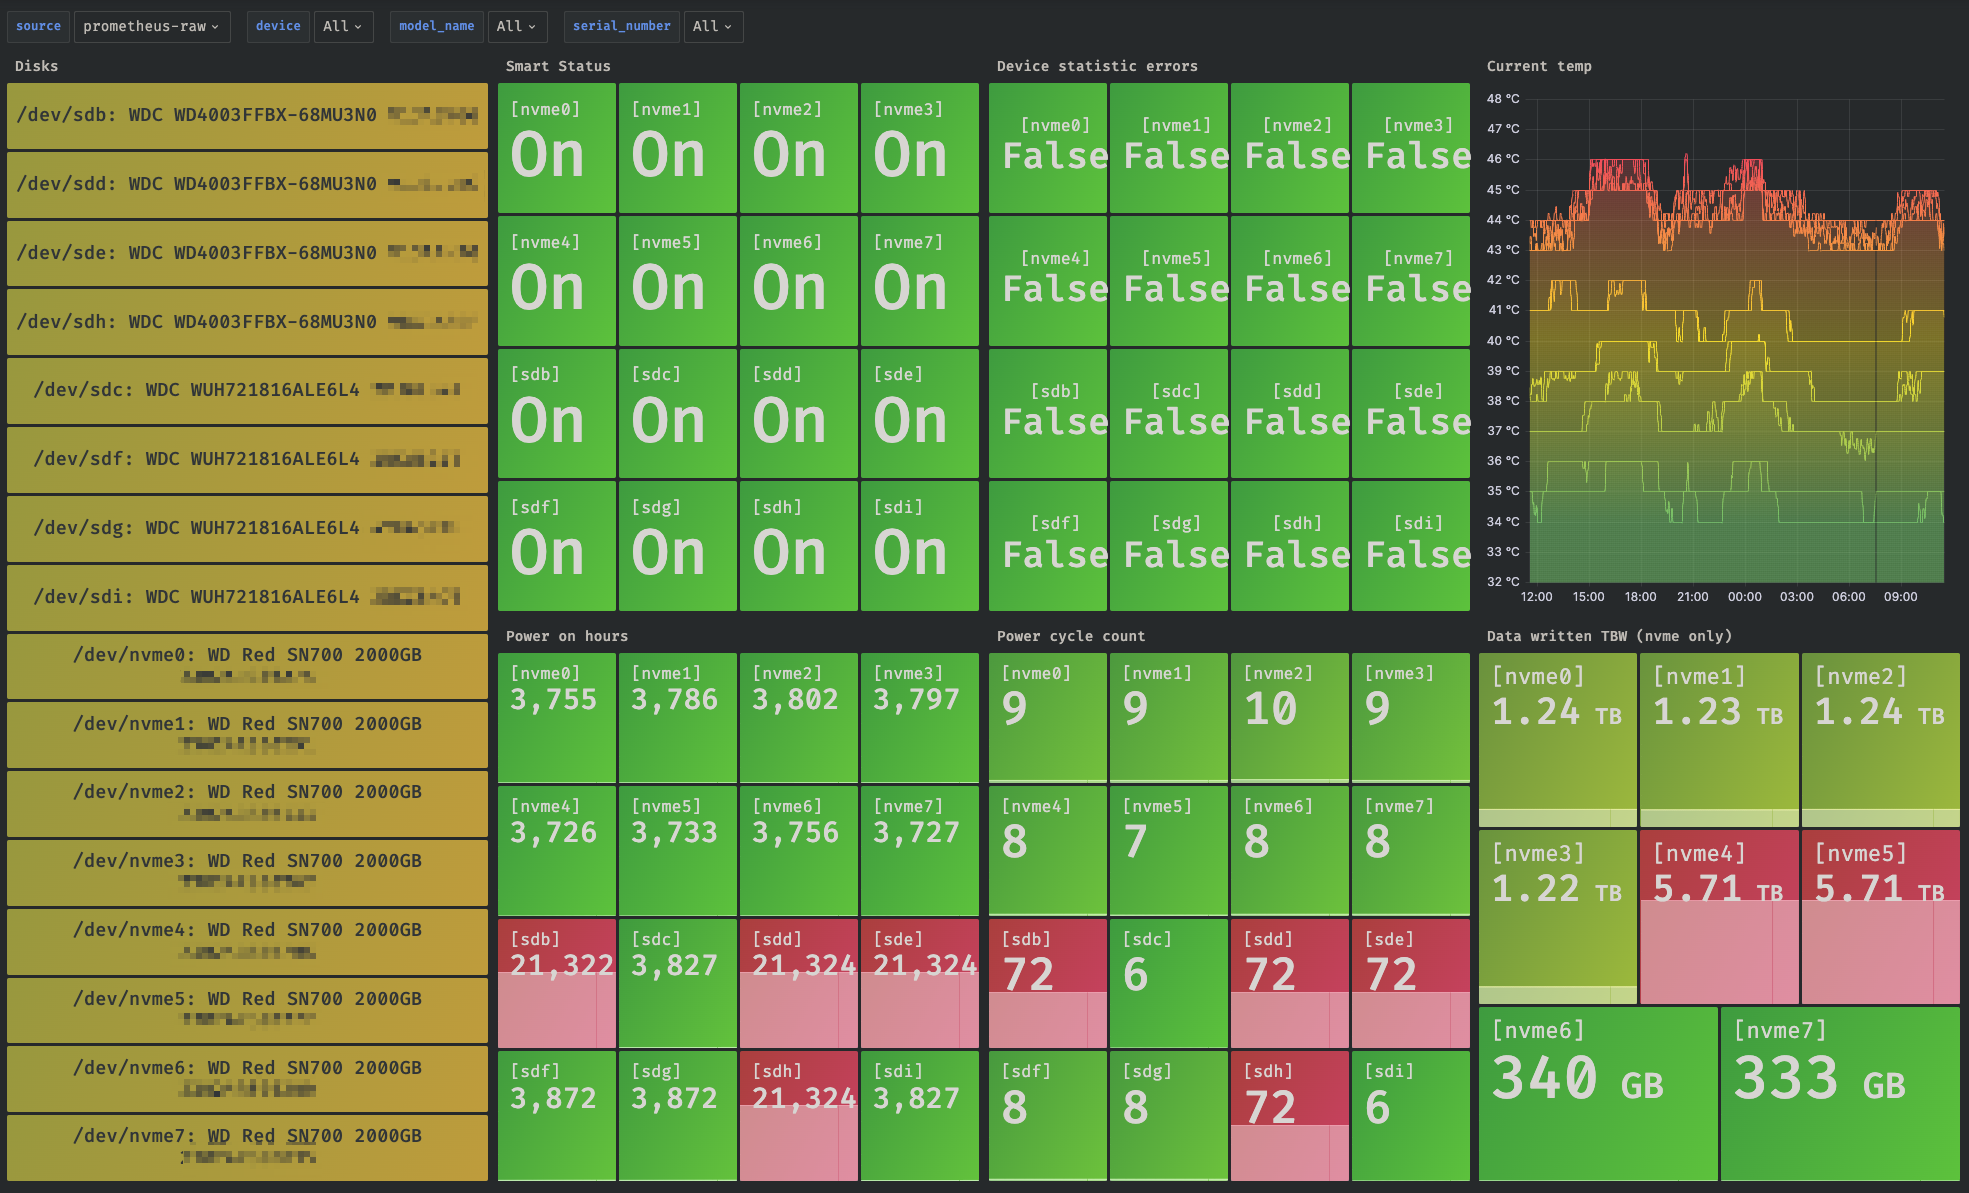 source prometheus-raw device All model_name All serial_number All
Disks
/dev/sdb: WDC WD4003FFBX-68MU3N0
/dev/sdd: WDC WD4003FFBX-68MU3N0
/dev/sde: WDC WD4003FFBX-68MU3N0
/dev/sdh: WDC WD4003FFBX-68MU3N0
/dev/sdc: WDC WUH721816ALE6L4
/dev/sdf: WDC WUH721816ALE6L4
/dev/sdg: WDC WUH721816ALE6L4
/dev/sdi: WDC WUH721816ALE6L4
/dev/nvme0: WD Red SN700 2000GB
/dev/nvme1: WD Red SN700 2000GB
/dev/nvme2: WD Red SN700 2000GB
/dev/nvme3: WD Red SN700 2000GB
/dev/nvme4: WD Red SN700 2000GB
/dev/nvme5: WD Red SN700 2000GB
/dev/nvme6: WD Red SN700 2000GB
/dev/nvme7: WD Red SN700 2000GB
Smart Status
[nvme0] [nvme1] [nvme2] [nvme3]
On On On On
[nvme4] [nvme5] [nvme6] [nvme7]
On On On On
[sdb] [sdc] [sdd] [sde]
On On On On
[sdf] [sdg] [sdh] [sdi]
On On On On
Device statistic errors
[nvme0] [nvme1] [nvme2] [nvme3]
False False False False
[nvme4] [nvme5] [nvme6] [nvme7]
False False False False
[sdb] [sdc] [sdd] [sde]
False False False False
[sdf] [sdg] [sdh] [sdi]
False False False False
Current temp
48 °C
47 °C
46 °C
45 °C
44 °C
43 °C
42 °C
41 °C
40 °C
39 °C
38 °C
37 °C
36 °C
35 °C
34 °C
33 °C
32 °C
12:00 15:00 18:00 21:00 00:00 03:00 06:00 09:00
Power on hours
[nvme0] [nvme1] [nvme2] [nvme3]
3,755 3,786 3,802 3,797
[nvme4] [nvme5] [nvme6] [nvme7]
3,726 3,733 3,756 3,727
[sdb] [sdc] [sdd] [sde]
21,322 3,827 21,324 21,324
[sdf] [sdg] [sdh] [sdi]
3,872 3,872 21,324 3,827
Power cycle count
[nvme0] [nvme1] [nvme2] [nvme3]
9 9 10 9
[nvme4] [nvme5] [nvme6] [nvme7]
8 7 8 8
[sdb] [sdc] [sdd] [sde]
72 6 72 72
[sdf] [sdg] [sdh] [sdi]
8 8 72 6
Data written TBW (nvme only)
[nvme0] [nvme1] [nvme2]
1.24 TB 1.23 TB 1.24 TB
[nvme3] [nvme4] [nvme5]
1.22 TB 5.71 TB 5.71 TB
[nvme6] [nvme7]
340 GB 333 GB